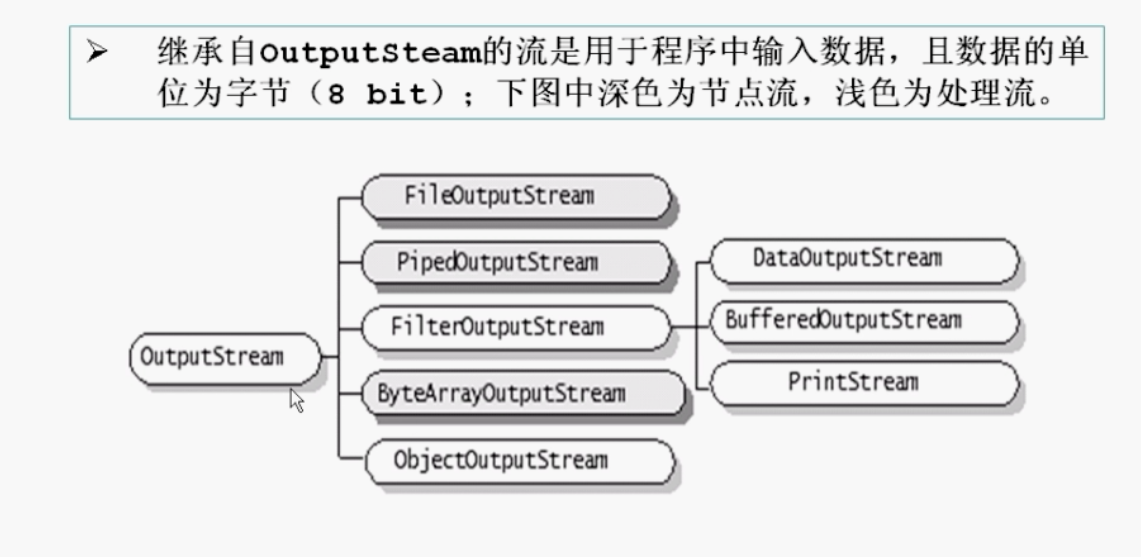 ➢ 继承自OutputSteam的流是用于程序中输入数据，且数据的单
位为字节（8 bit）；下图中深色为节点流，浅色为处理流。
FileOutputStream
PipedOutputStream
DataOutputStream
FilterOutputStream
BufferedOutputStream
OutputStream
PrintStream
ByteArrayOutputStream
ObjectOutputStream